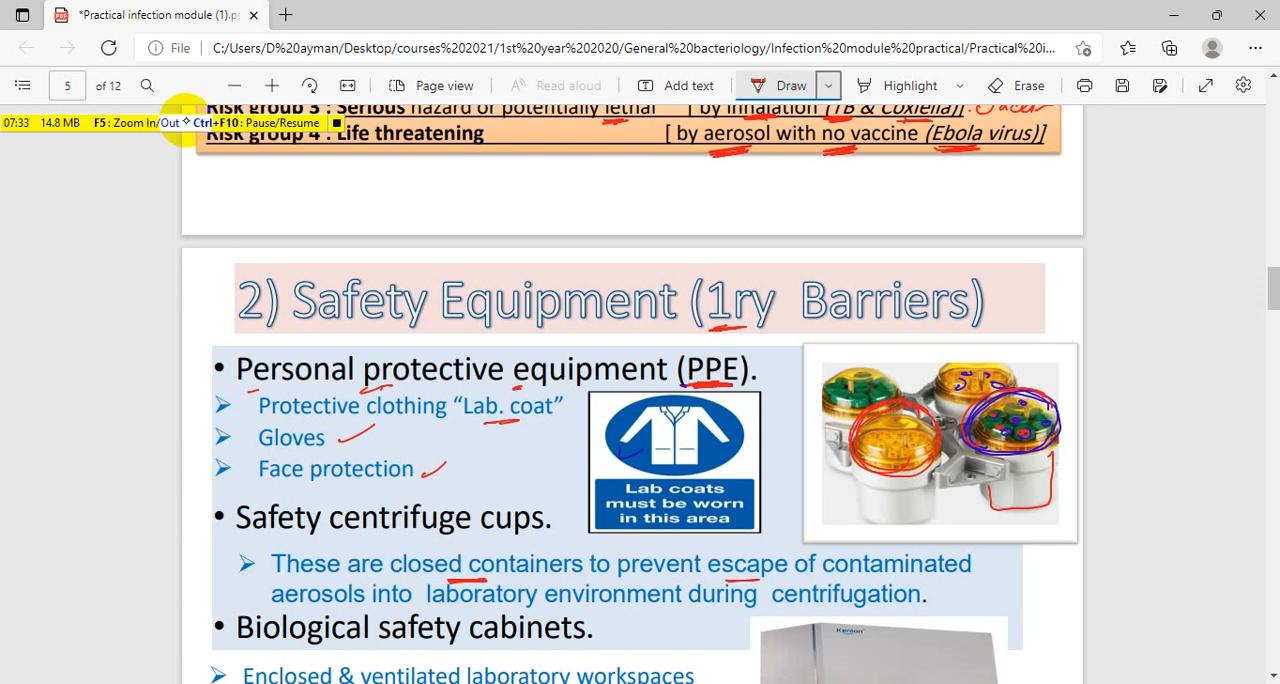 *Practical infection module (1).p
File
C:/Users/D%20ayman/Desktop/courses%202021/1st%20year%202020/General%20bacteriology/Infection%20module%20practical/Practical%20i...
5 of 12
Page view
Read aloud
Add text
Draw
Highlight
Erase
Risk group 3 : Serious hazard or potentially lethal [ by inhalation (TB & Coxiella)]
07:33 14.8 MB F5: Zoom In/Out Ctrl+F10: Pause/Resume
Risk group 4 : Life threatening [ by aerosol with no vaccine (Ebola virus)]
2) Safety Equipment (1ry Barriers)
• Personal protective equipment (PPE).
Protective clothing “Lab. coat”
Gloves
Face protection
Lab coats
must be worn
in this area
• Safety centrifuge cups.
These are closed containers to prevent escape of contaminated
aerosols into laboratory environment during centrifugation.
• Biological safety cabinets.
Kenton
Enclosed & ventilated laboratory workspaces